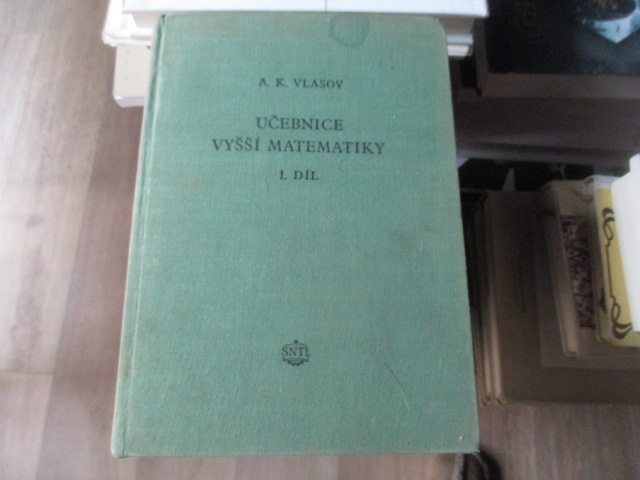 A. K. VLASOV
UČEBNICE
VYŠŠÍ MATEMATIKY
I. DÍL
SNTL